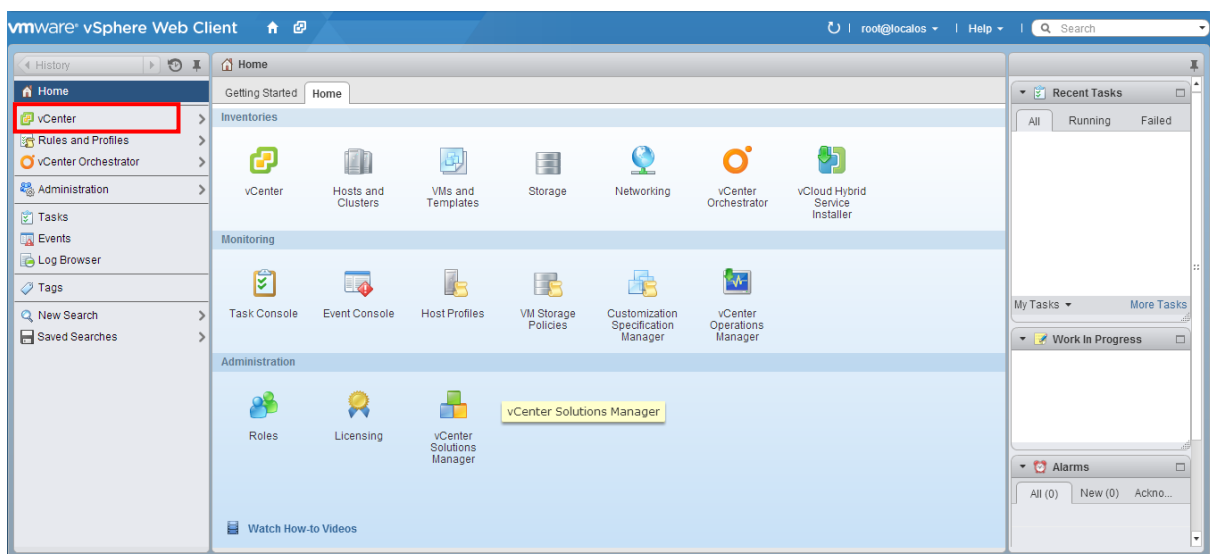 vmware® vSphere Web Client
root@localos
Help
Search
History
Home
vCenter
Rules and Profiles
vCenter Orchestrator
Administration
Tasks
Events
Log Browser
Tags
New Search
Saved Searches
Home
Getting Started
Home
Inventories
vCenter
Hosts and
Clusters
VMs and
Templates
Storage
Networking
vCenter
Orchestrator
vCloud Hybrid
Service
Installer
Monitoring
Task Console
Event Console
Host Profiles
VM Storage
Policies
Customization
Specification
Manager
vCenter
Operations
Manager
Administration
Roles
Licensing
vCenter
Solutions
Manager
vCenter Solutions Manager
Watch How-to Videos
Recent Tasks
All
Running
Failed
My Tasks
More Tasks
Work In Progress
Alarms
All (0)
New (0)
Ackno...